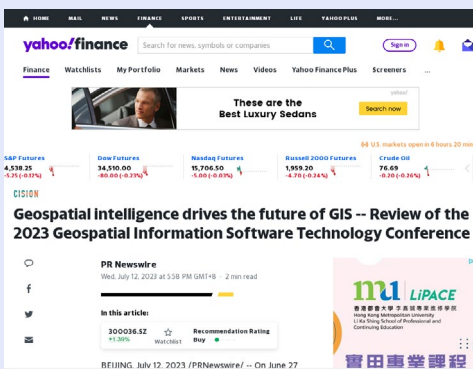 HOME MAIL NEWS FINANCE SPORTS ENTERTAINMENT LIFE YAHOO PLUS MORE...
yahoo!finance Search for news, symbols or companies Sign in
Finance Watchlists My Portfolio Markets News Videos Yahoo Finance Plus Screeners ...
yahoo!
These are the
Best Luxury Sedans
Search now
U.S. markets open in 6 hours 20 min
S&P Futures Dow Futures Nasdaq Futures Russell 2000 Futures Crude Oil
4,538.25 34,510.00 15,706.50 1,959.20 76.69
-5.25 (-0.12%) -80.00 (-0.23%) -5.00 (-0.03%) -4.70 (-0.24%) -0.20 (-0.26%)
CISION
Geospatial intelligence drives the future of GIS -- Review of the
2023 Geospatial Information Software Technology Conference
PR Newswire
Wed, July 12, 2023 at 5:58 PM GMT+8 · 2 min read
In this article:
300036.SZ
+1.30%
Watchlist
Recommendation Rating
Buy
BEIJING, July 12, 2023 /PRNewswire/ -- On June 27
mu LiPACE
香港都會大學 李嘉誠專業進修學院
Hong Kong Metropolitan University
Li Ka Shing School of Professional and
Continuing Education
實用專業課程